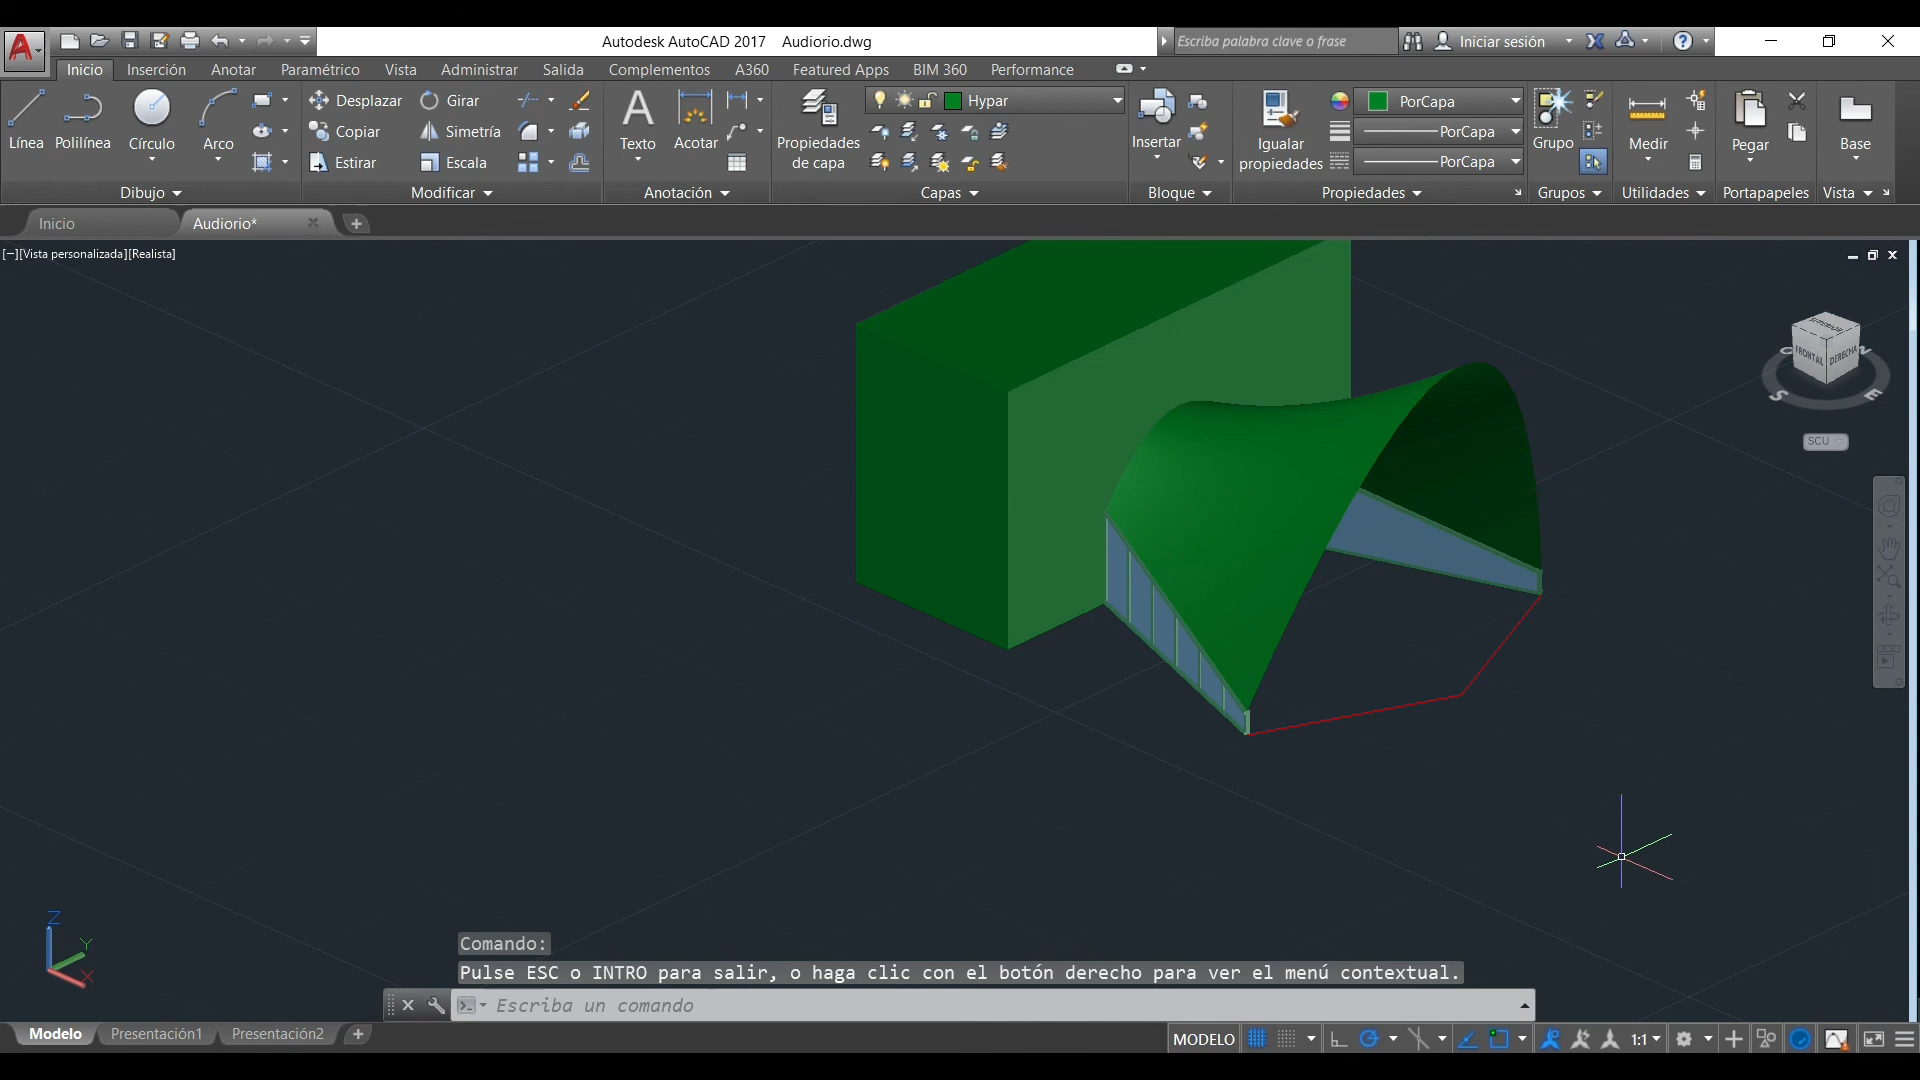 Autodesk AutoCAD 2017 Audiorio.dwg
Escriba palabra clave o frase
Iniciar sesión
Inicio Inserción Anotar Paramétrico Vista Administrar Salida Complementos A360 Featured Apps BIM 360 Performance
Línea Polilínea Círculo Arco
Dibujo
Desplazar Girar
Copiar Simetría
Estirar Escala
Modificar
Texto Acotar
Anotación
Propiedades
de capa
Hypar
Capas
Insertar
Bloque
Igualar
propiedades
PorCapa
PorCapa
PorCapa
Propiedades
Grupo
Grupos
Medir
Utilidades
Pegar
Portapapeles
Base
Vista
Inicio Audiorio*
[−][Vista personalizada][Realista]
SUPERIOR
FRONTAL DERECHA
S E
SCU
Z
Y
X
Comando:
Pulse ESC o INTRO para salir, o haga clic con el botón derecho para ver el menú contextual.
Escriba un comando
Modelo Presentación1 Presentación2
MODELO 1:1